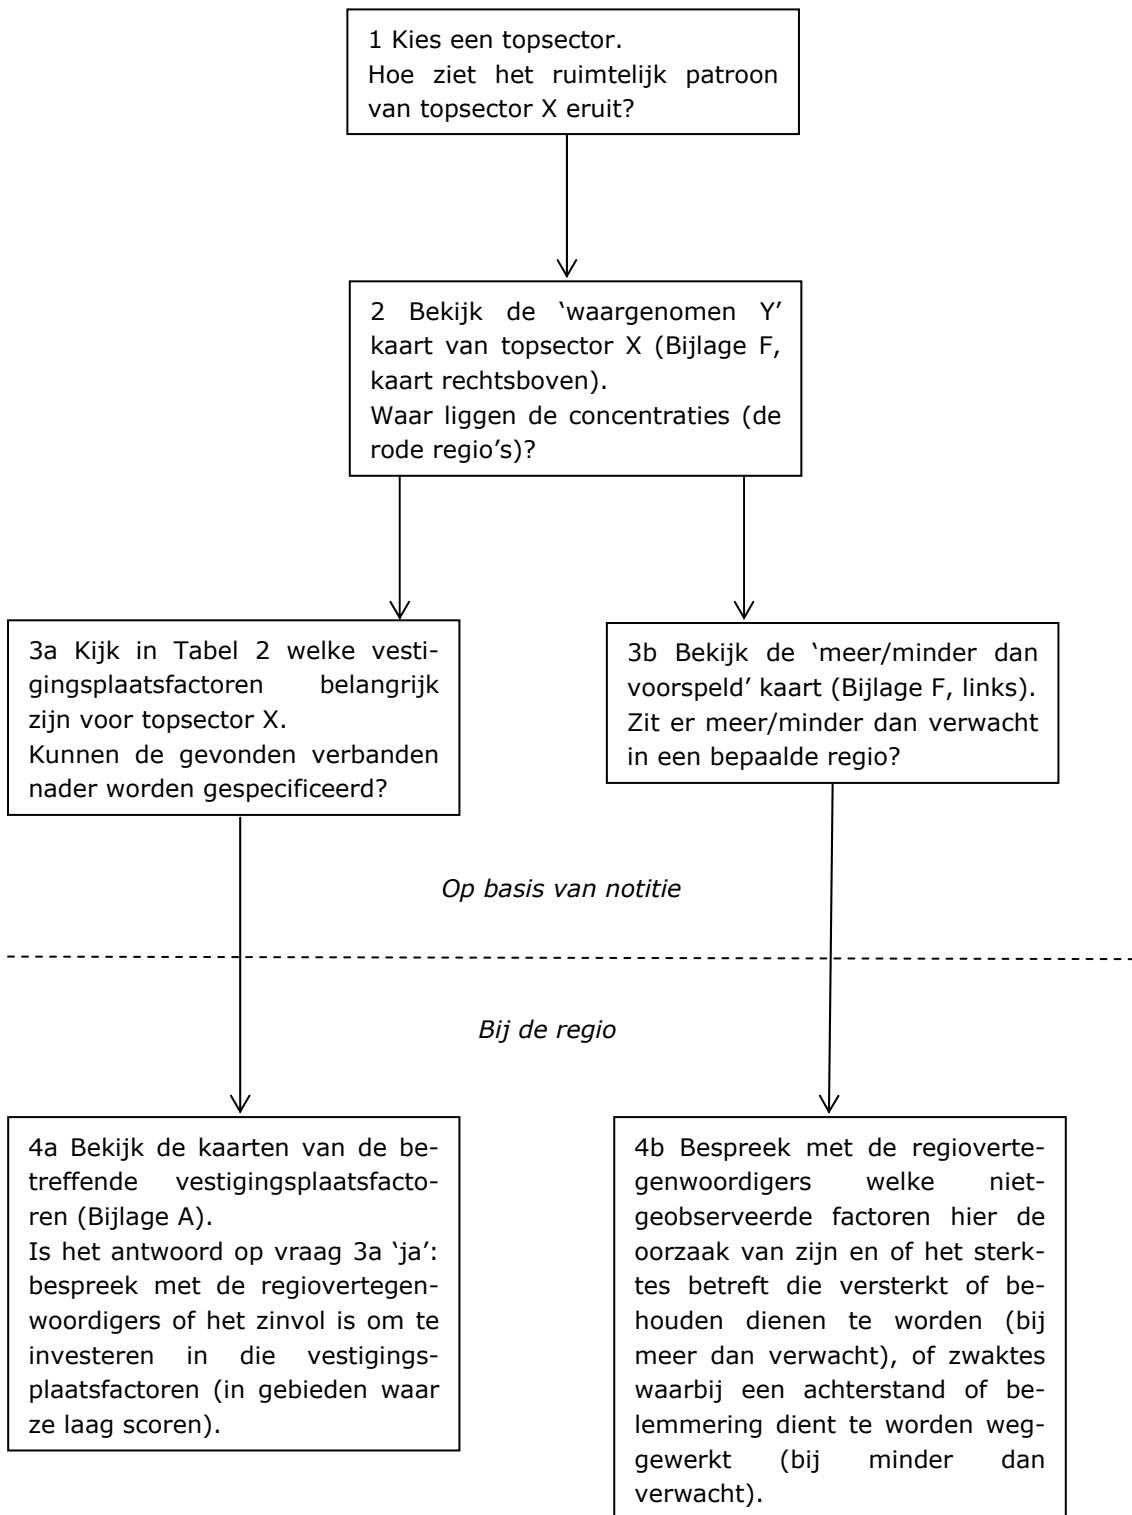 1 Kies een topsector.
Hoe ziet het ruimtelijk patroon
van topsector X eruit?
2 Bekijk de ‘waargenomen Y’
kaart van topsector X (Bijlage F,
kaart rechtsboven).
Waar liggen de concentraties (de
rode regio’s)?
3a Kijk in Tabel 2 welke vesti-
gingsplaatsfactoren belangrijk
zijn voor topsector X.
Kunnen de gevonden verbanden
nader worden gespecificeerd?
3b Bekijk de ‘meer/minder dan
voorspeld’ kaart (Bijlage F, links).
Zit er meer/minder dan verwacht
in een bepaalde regio?
Op basis van notitie
Bij de regio
4a Bekijk de kaarten van de be-
treffende vestigingsplaatsfacto-
ren (Bijlage A).
Is het antwoord op vraag 3a ‘ja’:
bespreek met de regiovertegen-
woordigers of het zinvol is om te
investeren in die vestigings-
plaatsfactoren (in gebieden waar
ze laag scoren).
4b Bespreek met de regioverte-
genwoordigers welke niet-
geobserveerde factoren hier de
oorzaak van zijn en of het sterk-
tes betreft die versterkt of be-
houden dienen te worden (bij
meer dan verwacht), of zwaktes
waarbij een achterstand of be-
lemmering dient te worden weg-
gewerkt (bij minder dan
verwacht).